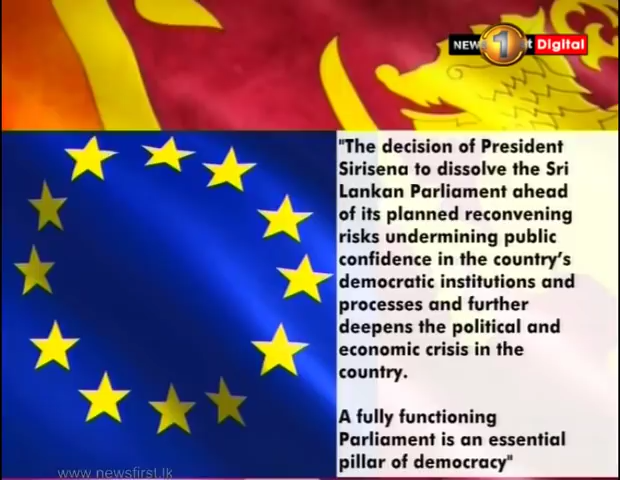 NEWS 1st Digital
"The decision of President
Sirisena to dissolve the Sri
Lankan Parliament ahead
of its planned reconvening
risks undermining public
confidence in the country's
democratic institutions and
processes and further
deepens the political and
economic crisis in the
country.
A fully functioning
Parliament is an essential
pillar of democracy"
www.newsfirst.lk